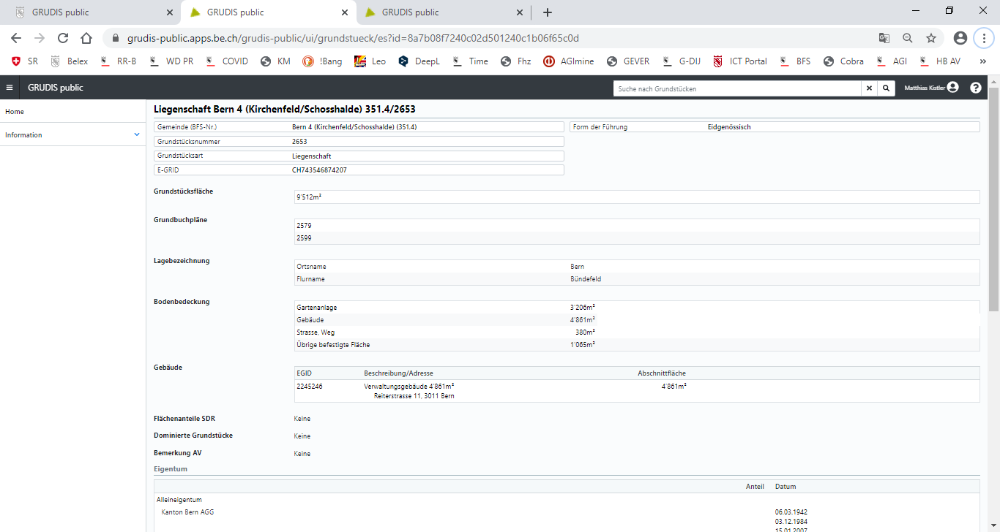 GRUDIS public
GRUDIS public
GRUDIS public
grudis-public.apps.be.ch/grudis-public/ui/grundstueck/es?id=8a7b08f7240c02d501240c1b06f65c0d
SR Belex RR-B WD PR COVID KM !Bang Leo DeepL Time Fhz AGImine GEVER G-DIJ ICT Portal BFS Cobra AGI HB AV »
GRUDIS public
Suche nach Grundstücken
Matthias Kistler
Home
Information
Liegenschaft Bern 4 (Kirchenfeld/Schosshalde) 351.4/2653
Gemeinde (BFS-Nr.) Bern 4 (Kirchenfeld/Schosshalde) (351.4) Form der Führung Eidgenössisch
Grundstücksnummer 2653
Grundstücksart Liegenschaft
E-GRID CH743546874207
Grundstücksfläche
9'512m²
Grundbuchpläne
2579
2599
Lagebezeichnung
Ortsname Bern
Flurname Bündefeld
Bodenbedeckung
Gartenanlage 3'206m²
Gebäude 4'861m²
Strasse, Weg 380m²
Übrige befestigte Fläche 1'065m²
Gebäude
EGID Beschreibung/Adresse Abschnittfläche
2245246 Verwaltungsgebäude 4'861m² 4'861m²
Reiterstrasse 11, 3011 Bern
Flächenanteile SDR Keine
Dominierte Grundstücke Keine
Bemerkung AV Keine
Eigentum
Anteil Datum
Alleineigentum
Kanton Bern AGG 06.03.1942
03.12.1984
15.01.2007